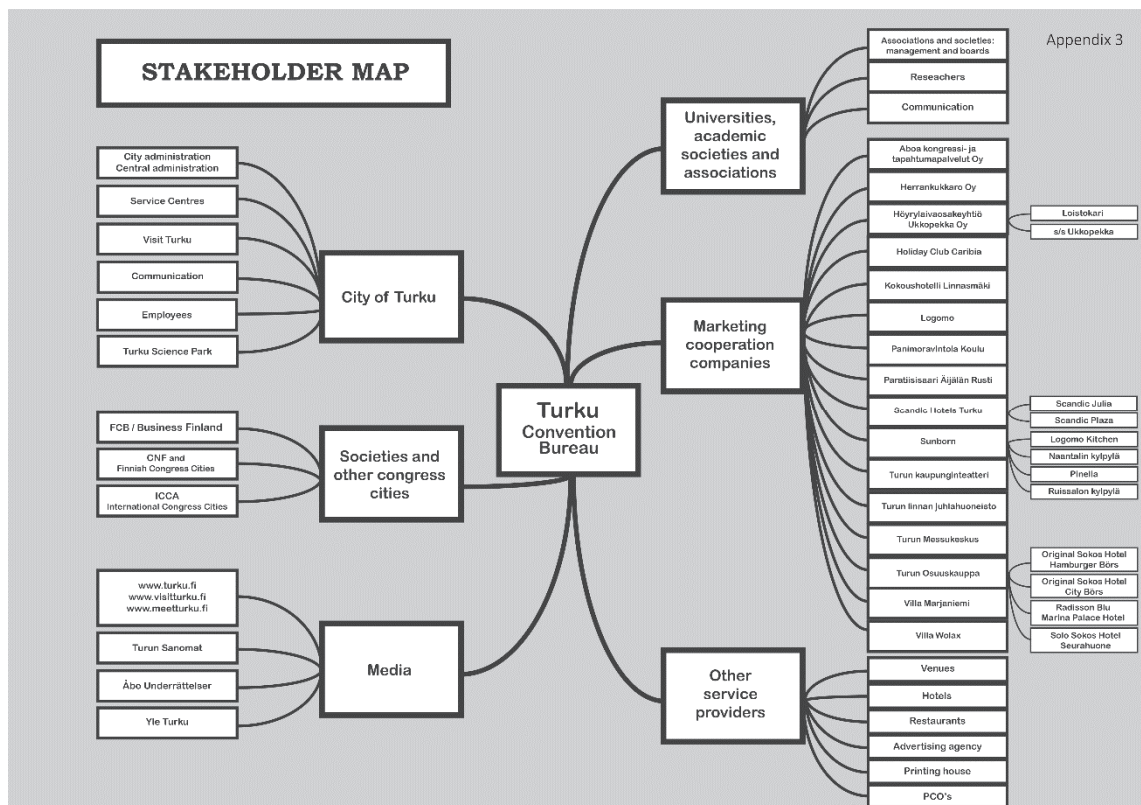 Appendix 3
STAKEHOLDER MAP
Turku
Convention
Bureau
City of Turku
City administration
Central administration
Service Centres
Visit Turku
Communication
Employees
Turku Science Park
Societies
and other congress
cities
FCB / Business Finland
CNF and
Finnish Congress Cities
ICCA
International Congress Cities
Media
www.turku.fi
www.visitturku.fi
www.meetturku.fi
Turun Sanomat
Åbo Underrättelser
Yle Turku
Universities,
academic
societies and
associations
Associations and societies:
management and boards
Reseachers
Communication
Marketing
cooperation
companies
Aboa kongressi- ja
tapahtumapalvelut Oy
Herrankukkaro Oy
Höyrylaivaosakeyhtiö
Ukkopekka Oy
Loistokari
s/s Ukkopekka
Holiday Club Caribia
Kokoushotelli Linnasmäki
Logomo
Panimoravintola Koulu
Paratiisisaari Äijälän Rusti
Scandic Hotels Turku
Scandic Julia
Scandic Plaza
Sunborn
Logomo Kitchen
Naantalin kylpylä
Pinella
Ruissalon kylpylä
Turun kaupunginteatteri
Turun linnan juhlahuoneisto
Turun Messukeskus
Turun Osuuskauppa
Original Sokos Hotel
Hamburger Börs
Original Sokos Hotel
City Börs
Radisson Blu
Marina Palace Hotel
Solo Sokos Hotel
Seurahuone
Villa Marjaniemi
Villa Wolax
Other
service
providers
Venues
Hotels
Restaurants
Advertising agency
Printing house
PCO's